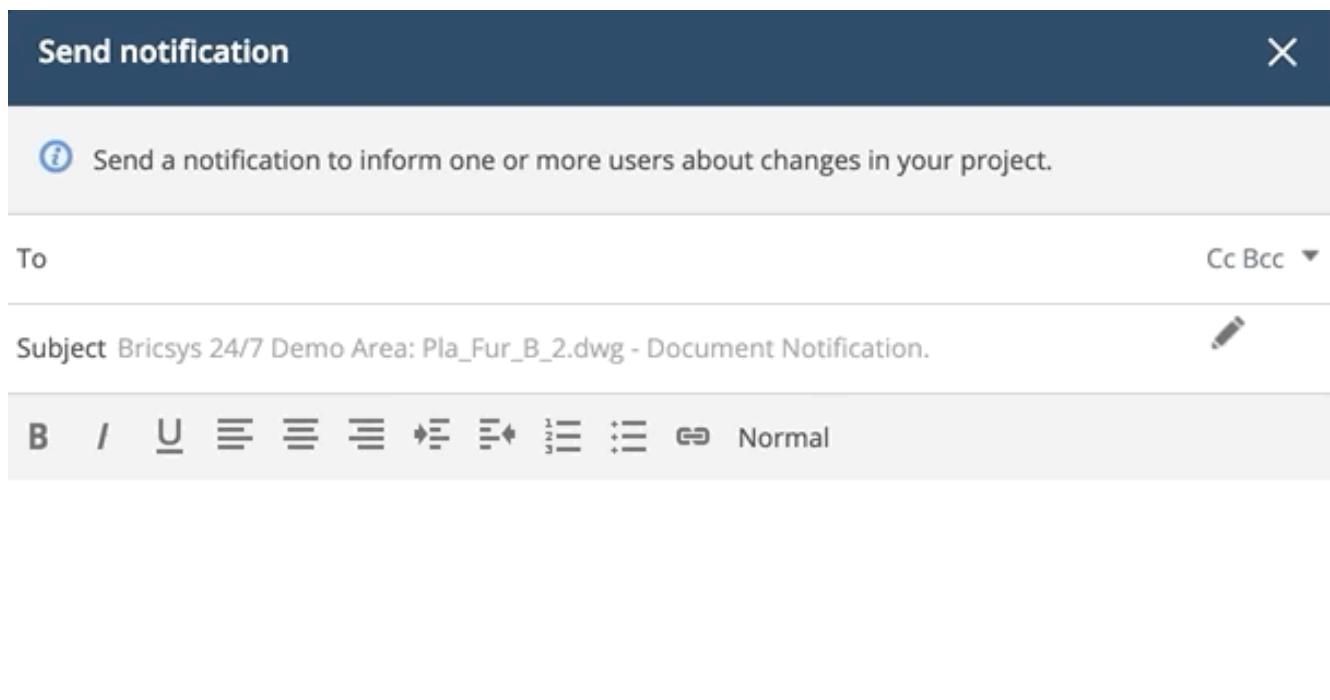 Send notification
Send a notification to inform one or more users about changes in your project.
To Cc Bcc
Subject Bricsys 24/7 Demo Area: Pla_Fur_B_2.dwg - Document Notification.
B I U Normal